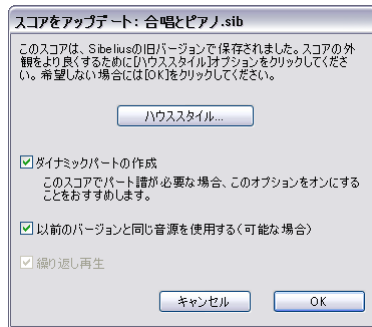 スコアをアップデート: 合唱とピアノ.sib
このスコアは、Sibeliusの旧バージョンで保存されました。スコアの外
観をより良くするために[ハウススタイル]オプションをクリックしてくださ
い。希望しない場合には[OK]をクリックしてください。
ハウススタイル...
ダイナミックパートの作成
このスコアでパート譜が必要な場合、このオプションをオンにする
ことをおすすめします。
以前のバージョンと同じ音源を使用する(可能な場合)
繰り返し再生
キャンセル
OK